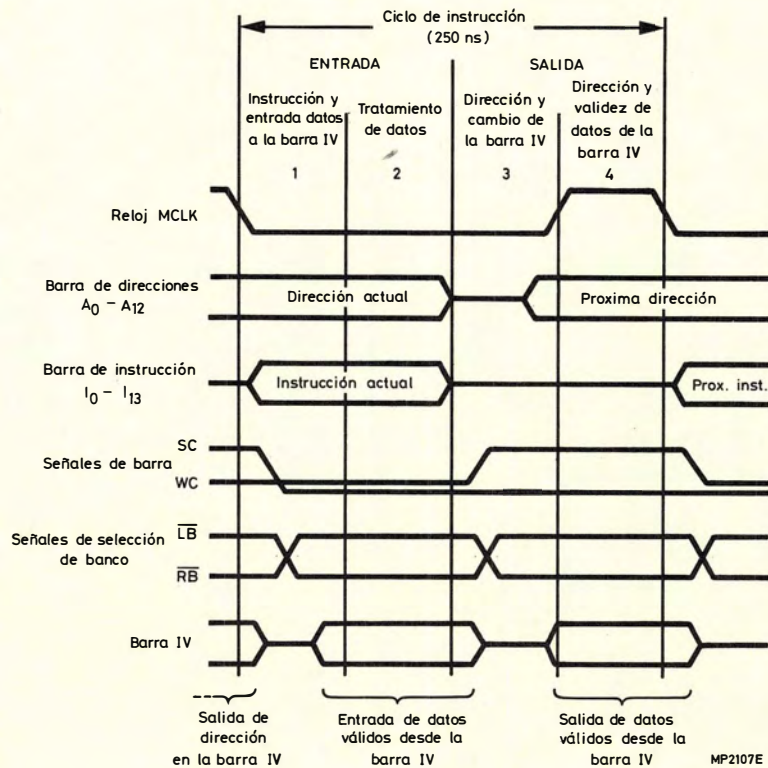 Ciclo de instrucción
(250 ns)
ENTRADA
SALIDA
Instrucción y
entrada datos
a la barra IV
1
Tratamiento
de datos
2
Dirección y
cambio de
la barra IV
3
Dirección y
validez de
datos de la
barra IV
4
Reloj MCLK
Barra de direcciones
A0 – A12
Dirección actual
Proxima dirección
Barra de instrucción
I0 – I13
Instrucción actual
Prox. inst.
Señales de barra
SC
WC
Señales de selección
de banco
L̅B̅
R̅B̅
Barra IV
Salida de
dirección
en la barra IV
Entrada de datos
válidos desde la
barra IV
Salida de datos
válidos desde la
barra IV
MP2107E